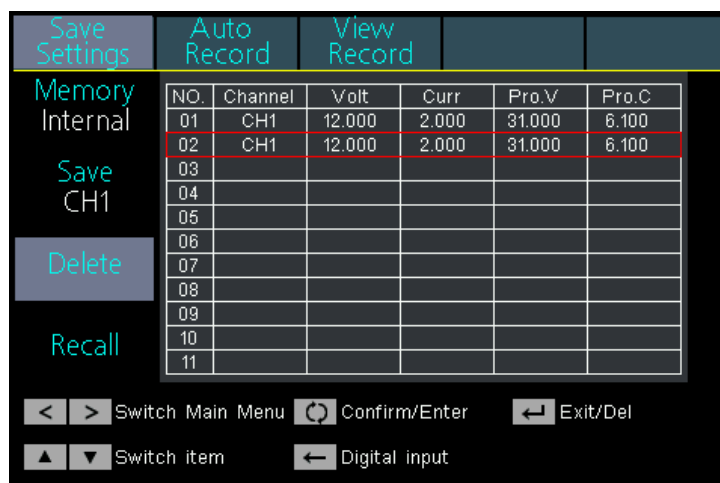 Save Settings Auto Record View Record
Memory
Internal
Save
CH1
Delete
Recall
NO. Channel Volt Curr Pro.V Pro.C
01 CH1 12.000 2.000 31.000 6.100
02 CH1 12.000 2.000 31.000 6.100
03
04
05
06
07
08
09
10
11
< > Switch Main Menu Confirm/Enter Exit/Del
Switch item Digital input